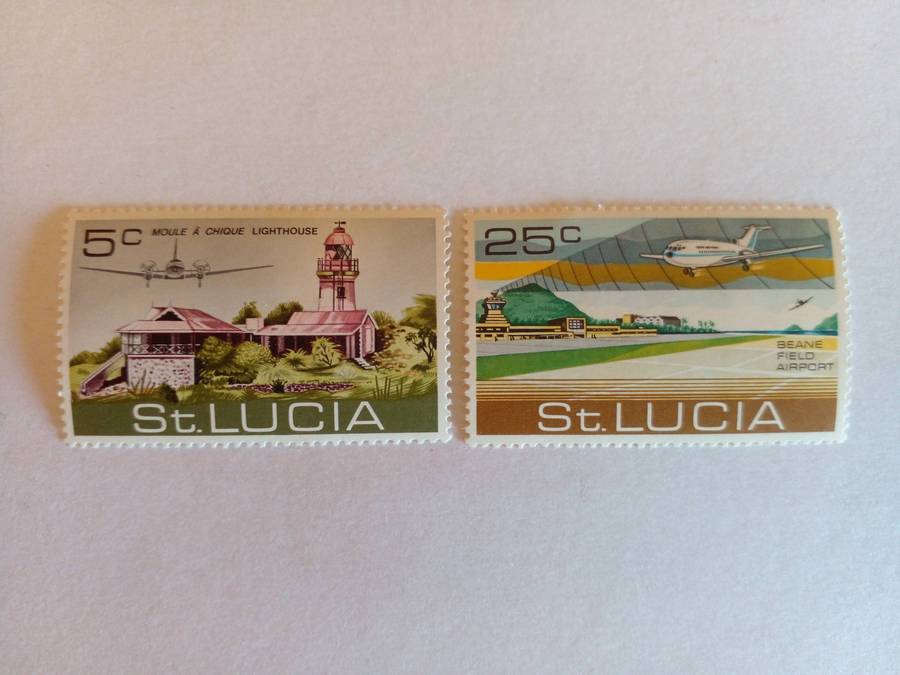 5c MOULE À CHIQUE LIGHTHOUSE
St. LUCIA
25c
BEANE
FIELD
AIRPORT
St. LUCIA